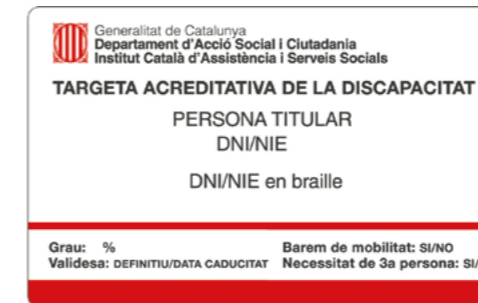 Generalitat de Catalunya
Departament d'Acció Social i Ciutadania
Institut Català d'Assistència i Serveis Socials
TARGETA ACREDITATIVA DE LA DISCAPACITAT
PERSONA TITULAR
DNI/NIE
DNI/NIE en braille
Grau: % Barem de mobilitat: SI/NO
Validesa: DEFINITIU/DATA CADUCITAT Necessitat de 3a persona: SI/